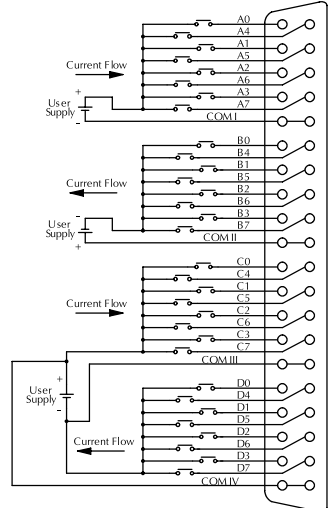 A0
A4
A1
A5
Current Flow
A2
A6
+
A3
User
Supply
A7
-
COM I
B0
B4
B1
B5
Current Flow
B2
B6
-
B3
User
Supply
B7
+
COM II
C0
C4
C1
C5
Current Flow
C2
C6
C3
C7
COM III
+
User
Supply
-
D0
D4
D1
D5
Current Flow
D2
D6
D3
D7
COM IV